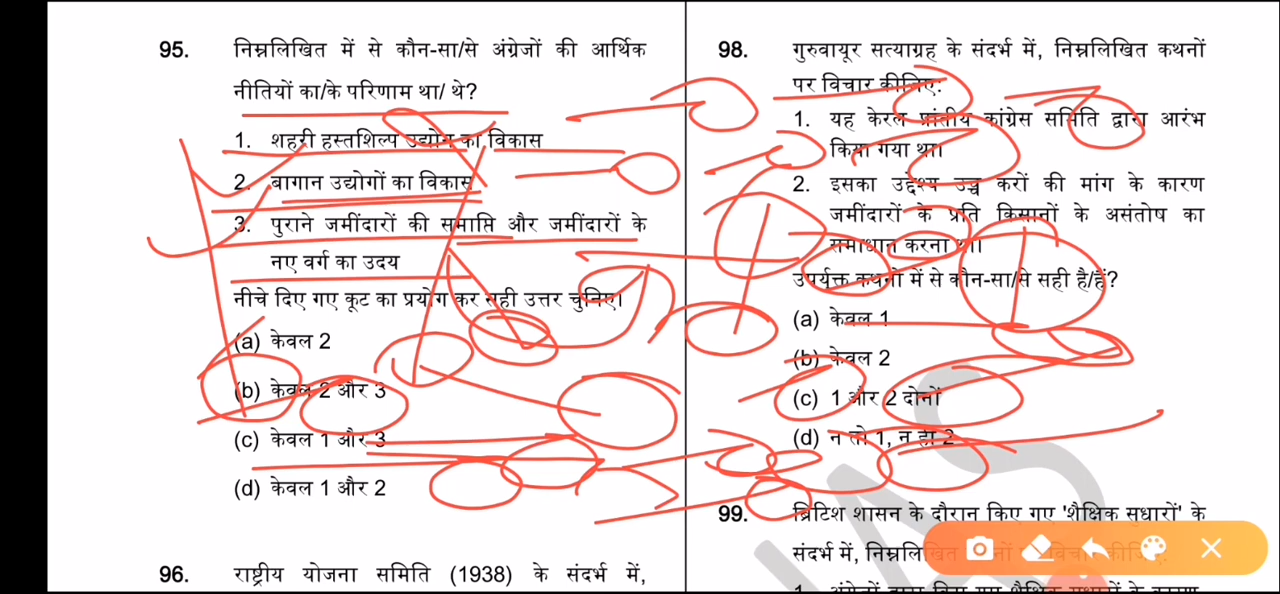 95. निम्नलिखित में से कौन-सा/से अंग्रेजों की आर्थिक
नीतियों का/के परिणाम था/ थे?
1. शहरी हस्तशिल्प उद्योग का विकास
2. बागान उद्योगों का विकास
3. पुराने जमींदारों की समाप्ति और जमींदारों के
नए वर्ग का उदय
नीचे दिए गए कूट का प्रयोग कर सही उत्तर चुनिए।
(a) केवल 2
(b) केवल 2 और 3
(c) केवल 1 और 3
(d) केवल 1 और 2
96. राष्ट्रीय योजना समिति (1938) के संदर्भ में,
98. गुरुवायूर सत्याग्रह के संदर्भ में, निम्नलिखित कथनों
पर विचार कीजिए:
1. यह केरल प्रांतीय कांग्रेस समिति द्वारा आरंभ
किया गया था।
2. इसका उद्देश्य उच्च करों की मांग के कारण
जमींदारों के प्रति किसानों के असंतोष का
समाधान करना था।
उपर्युक्त कथनों में से कौन-सा/से सही है/हैं?
(a) केवल 1
(b) केवल 2
(c) 1 और 2 दोनों
(d) न तो 1, न ही 2
99. ब्रिटिश शासन के दौरान किए गए 'शैक्षिक सुधारों' के
संदर्भ में,
1.